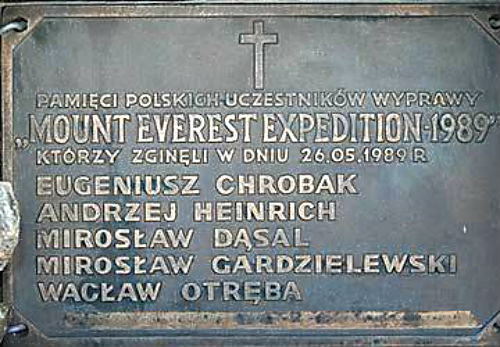 PAMIĘCI POLSKICH UCZESTNIKÓW WYPRAWY
„MOUNT EVEREST EXPEDITION-1989”
KTÓRZY ZGINĘLI W DNIU 26.05.1989 R
EUGENIUSZ CHROBAK
ANDRZEJ HEINRICH
MIROSŁAW DĄSAL
MIROSŁAW GARDZIELEWSKI
WACŁAW OTRĘBA